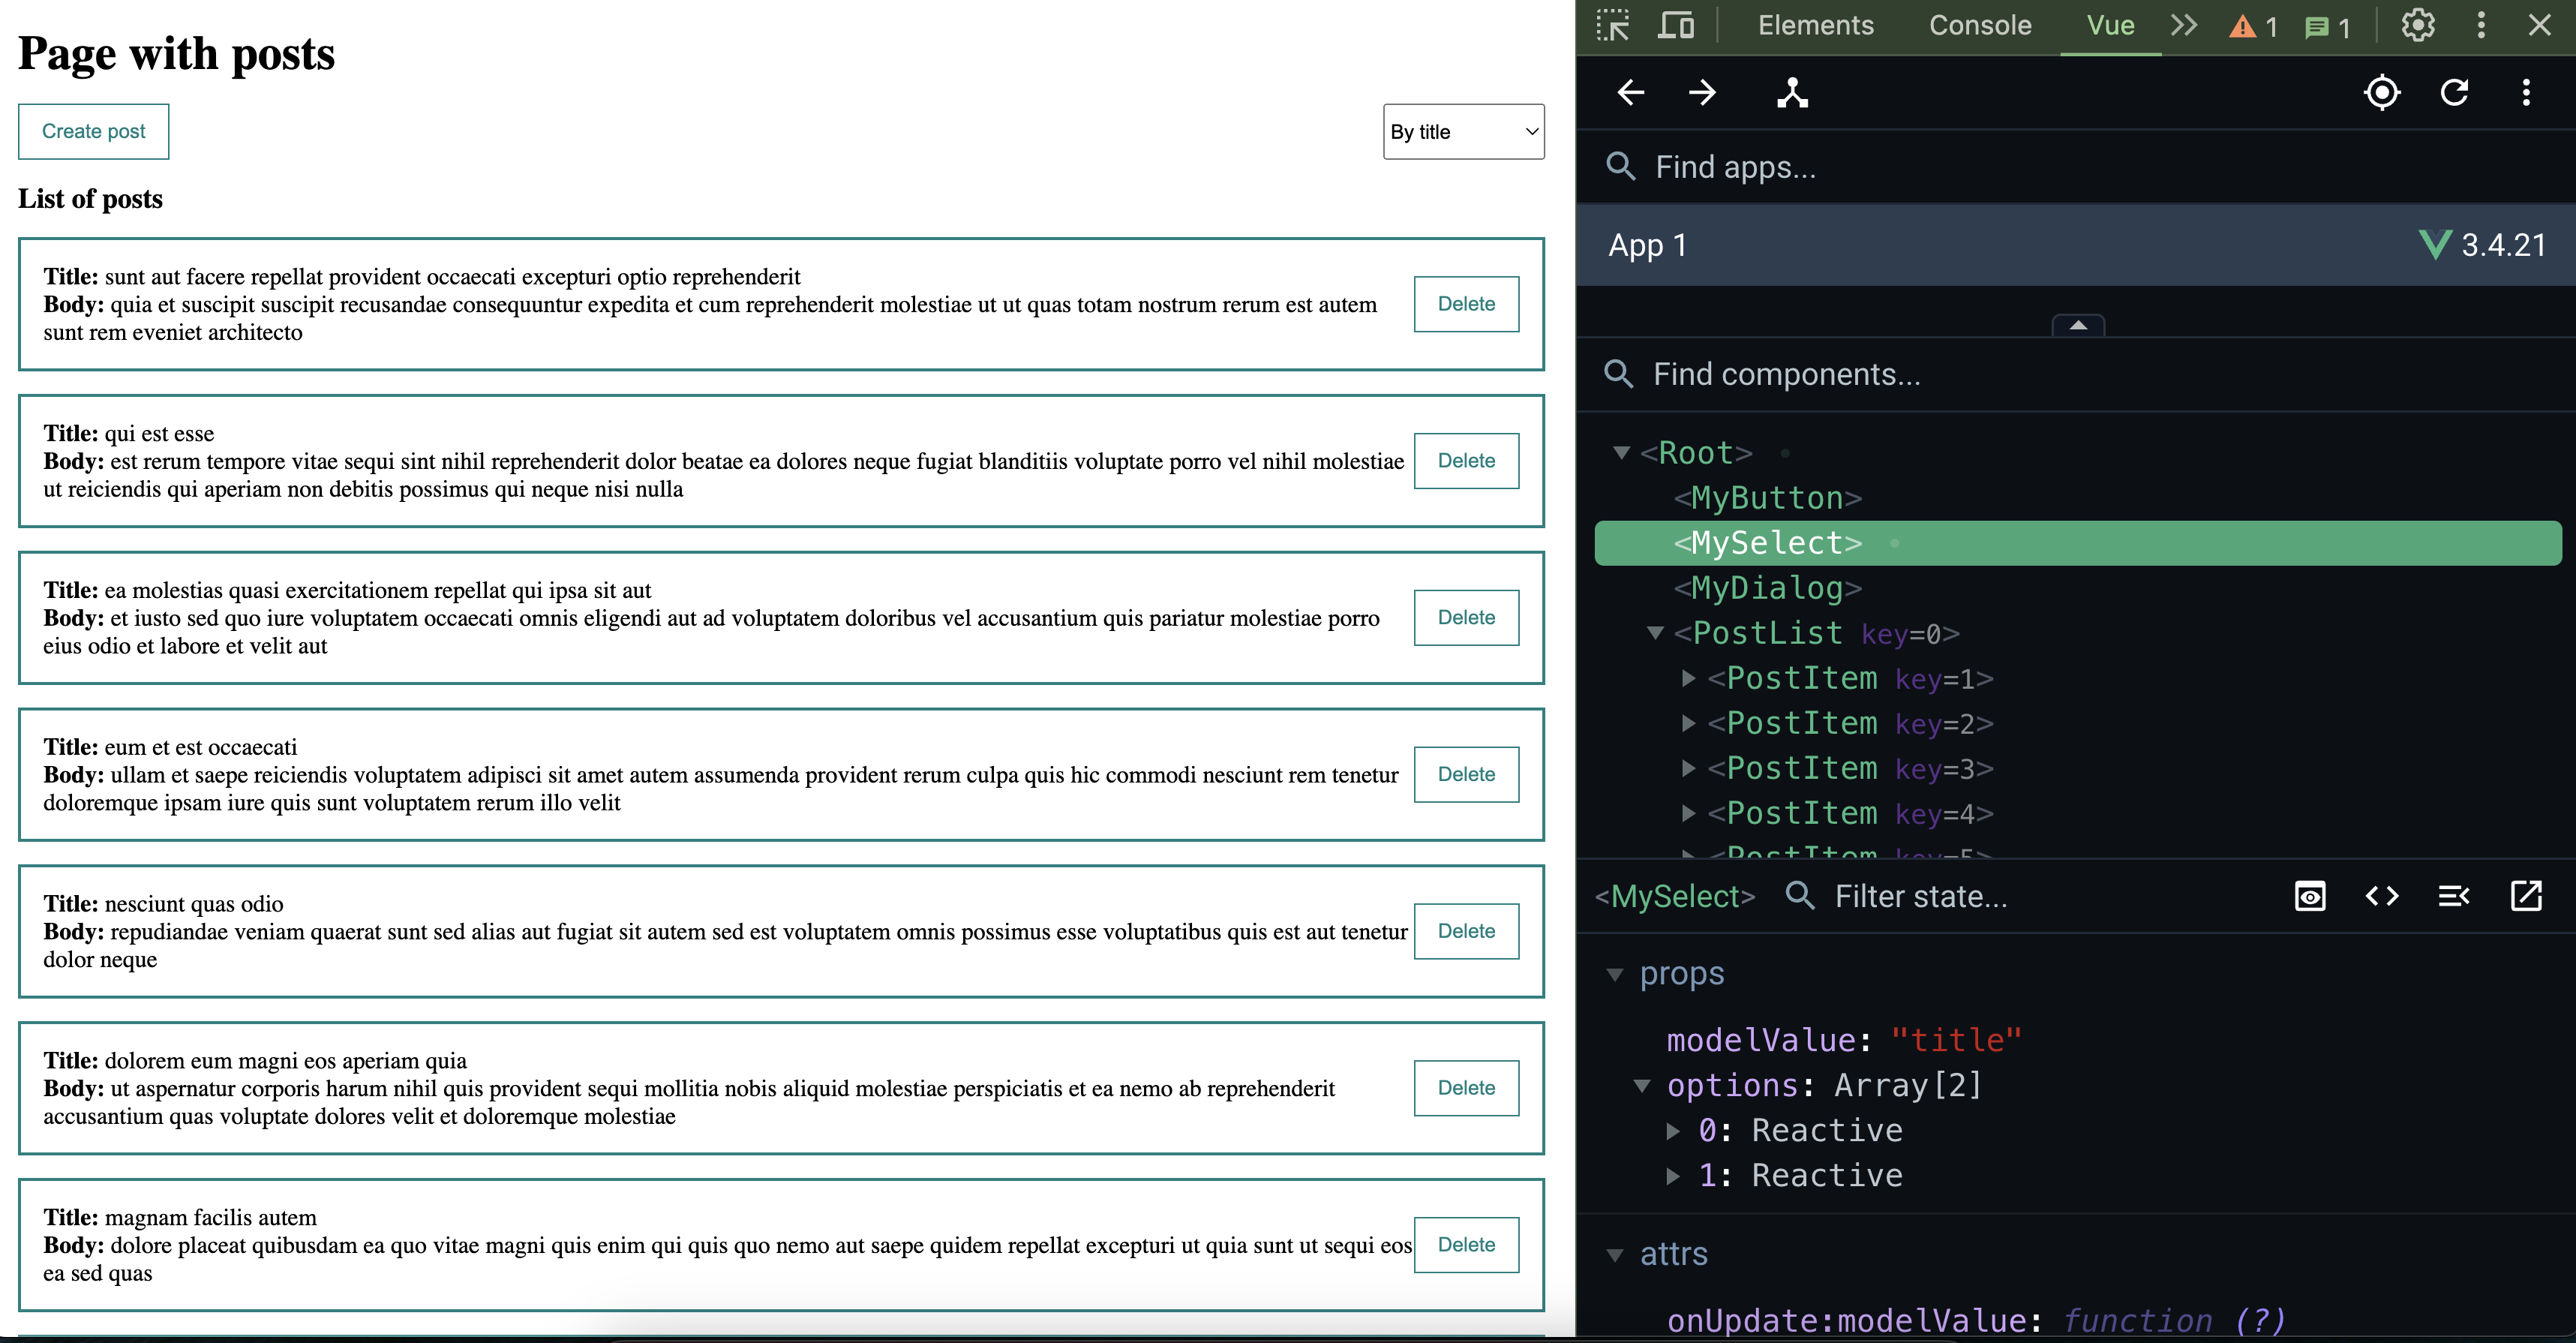 Page with posts
Create post
By title
List of posts
Title: sunt aut facere repellat provident occaecati excepturi optio reprehenderit
Body: quia et suscipit suscipit recusandae consequuntur expedita et cum reprehenderit molestiae ut ut quas totam nostrum rerum est autem
sunt rem eveniet architecto
Delete
Title: qui est esse
Body: est rerum tempore vitae sequi sint nihil reprehenderit dolor beatae ea dolores neque fugiat blanditiis voluptate porro vel nihil molestiae
ut reiciendis qui aperiam non debitis possimus qui neque nisi nulla
Delete
Title: ea molestias quasi exercitationem repellat qui ipsa sit aut
Body: et iusto sed quo iure voluptatem occaecati omnis eligendi aut ad voluptatem doloribus vel accusantium quis pariatur molestiae porro
eius odio et labore et velit aut
Delete
Title: eum et est occaecati
Body: ullam et saepe reiciendis voluptatem adipisci sit amet autem assumenda provident rerum culpa quis hic commodi nesciunt rem tenetur
doloremque ipsam iure quis sunt voluptatem rerum illo velit
Delete
Title: nesciunt quas odio
Body: repudiandae veniam quaerat sunt sed alias aut fugiat sit autem sed est voluptatem omnis possimus esse voluptatibus quis est aut tenetur
dolor neque
Delete
Title: dolorem eum magni eos aperiam quia
Body: ut aspernatur corporis harum nihil quis provident sequi mollitia nobis aliquid molestiae perspiciatis et ea nemo ab reprehenderit
accusantium quas voluptate dolores velit et doloremque molestiae
Delete
Title: magnam facilis autem
Body: dolore placeat quibusdam ea quo vitae magni quis enim qui quis quo nemo aut saepe quidem repellat excepturi ut quia sunt ut sequi eos
ea sed quas
Delete
Elements Console Vue 1 1
Find apps...
App 1 3.4.21
Find components...
<Root>
<MyButton>
<MySelect>
<MyDialog>
<PostList key=0>
<PostItem key=1>
<PostItem key=2>
<PostItem key=3>
<PostItem key=4>
<PostItem key=5>
<MySelect> Filter state...
props
modelValue: "title"
options: Array[2]
0: Reactive
1: Reactive
attrs
onUpdate:modelValue: function (?)